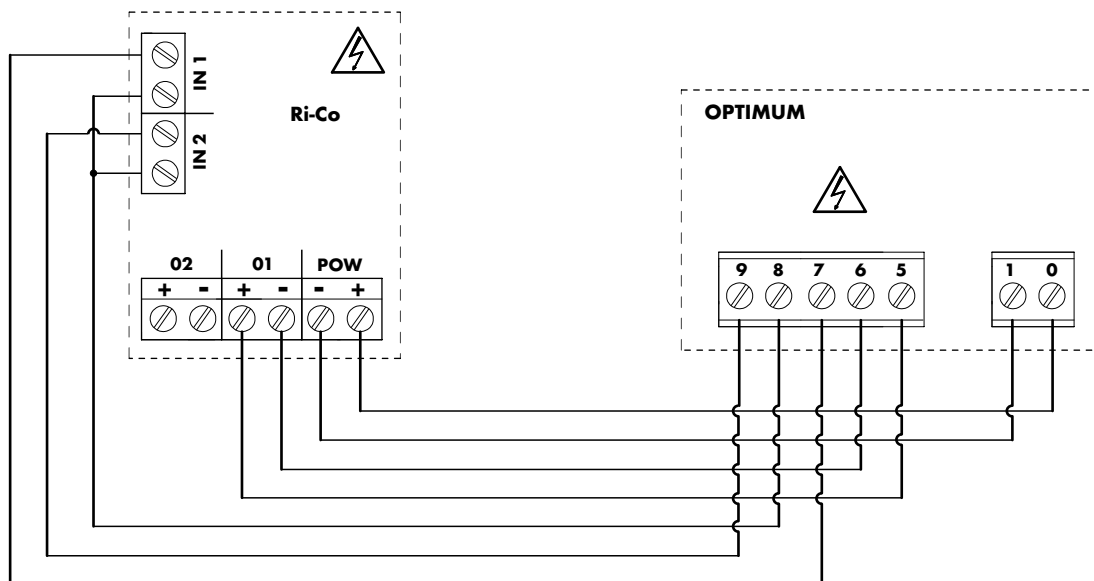 IN 1
IN 2
Ri-Co
02 01 POW
+ - + - - +
OPTIMUM
9 8 7 6 5
1 0